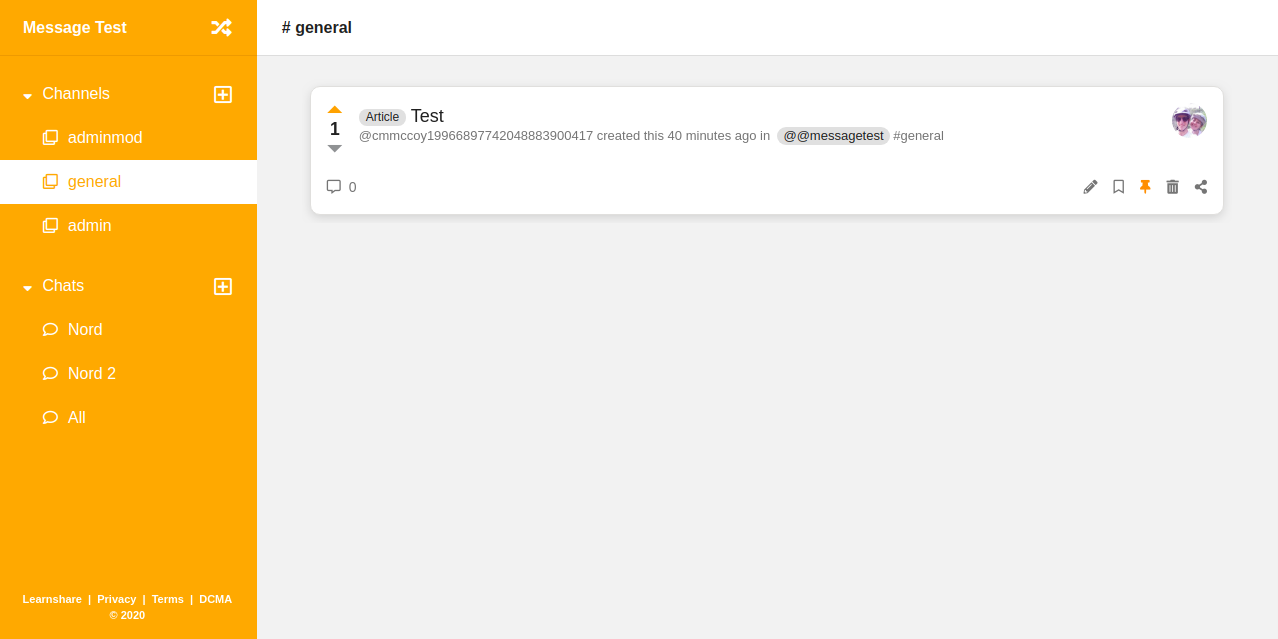 Message Test
# general
Channels
adminmod
general
admin
Chats
Nord
Nord 2
All
Learnshare | Privacy | Terms | DCMA
© 2020
1
Article Test
@cmmccoy19966897742048883900417 created this 40 minutes ago in @@messagetest #general
0